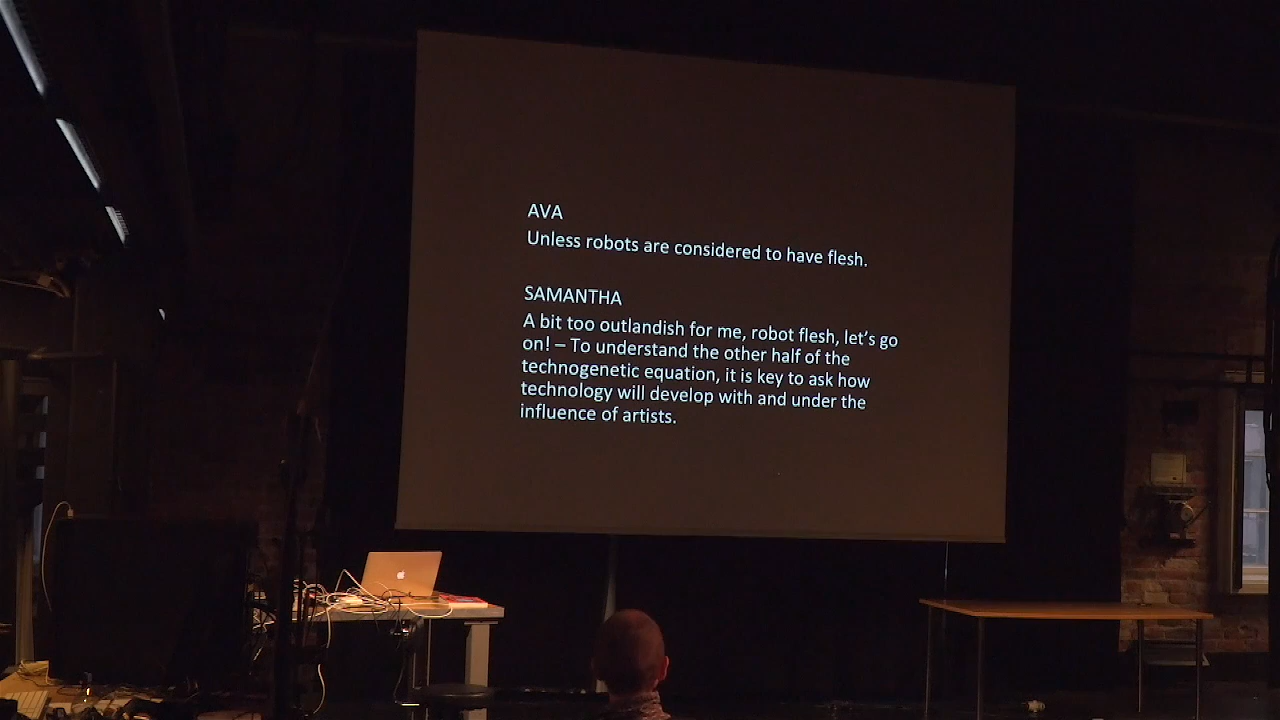 AVA
Unless robots are considered to have flesh.
SAMANTHA
A bit too outlandish for me, robot flesh, let's go
on! – To understand the other half of the
technogenetic equation, it is key to ask how
technology will develop with and under the
influence of artists.